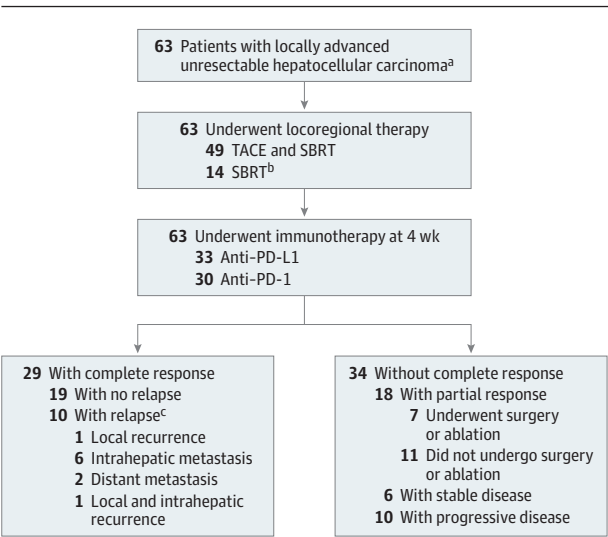 63 Patients with locally advanced
unresectable hepatocellular carcinomaᵃ
63 Underwent locoregional therapy
49 TACE and SBRT
14 SBRTᵇ
63 Underwent immunotherapy at 4 wk
33 Anti-PD-L1
30 Anti-PD-1
29 With complete response
19 With no relapse
10 With relapseᶜ
1 Local recurrence
6 Intrahepatic metastasis
2 Distant metastasis
1 Local and intrahepatic
recurrence
34 Without complete response
18 With partial response
7 Underwent surgery
or ablation
11 Did not undergo surgery
or ablation
6 With stable disease
10 With progressive disease